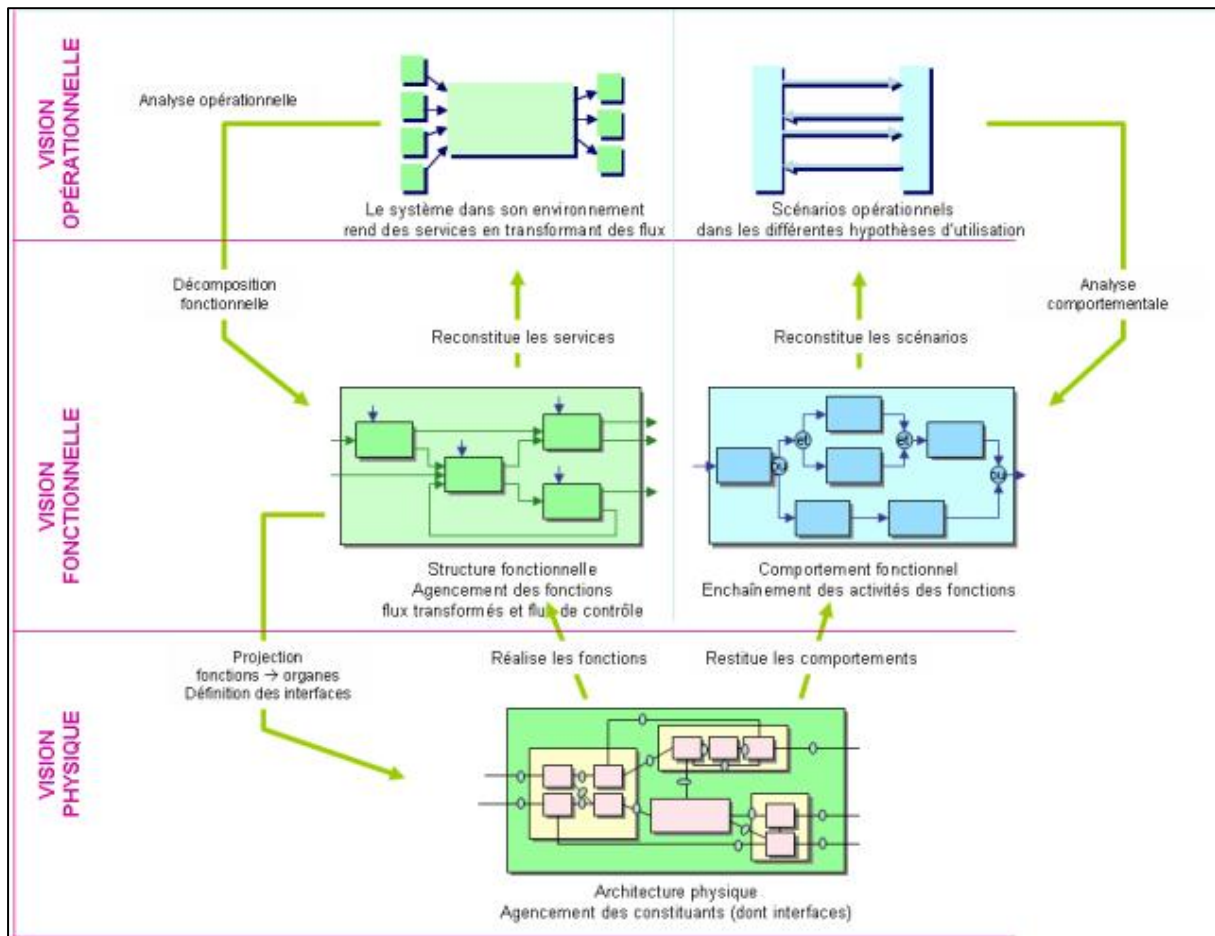 VISION
OPÉRATIONNELLE
Analyse opérationnelle
Le système dans son environnement
rend des services en transformant des flux
Scénarios opérationnels
dans les différentes hypothèses d'utilisation
VISION
FONCTIONNELLE
Décomposition
fonctionnelle
Reconstitue les services
Reconstitue les scénarios
Analyse
comportementale
et
et
ou
ou
Structure fonctionnelle
Agencement des fonctions
flux transformés et flux de contrôle
Comportement fonctionnel
Enchaînement des activités des fonctions
VISION
PHYSIQUE
Projection
fonctions → organes
Définition des interfaces
Réalise les fonctions
Restitue les comportements
Architecture physique
Agencement des constituants (dont interfaces)